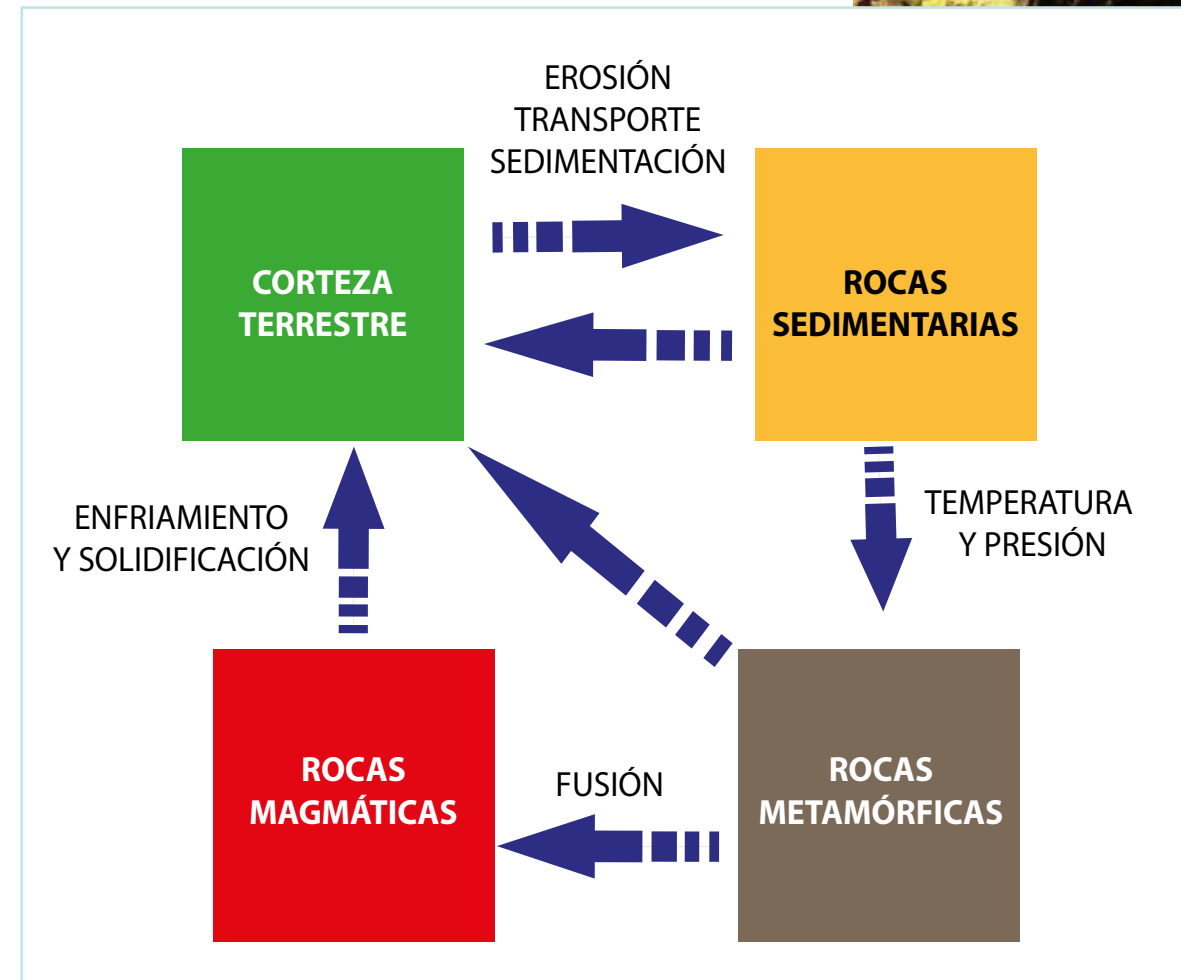 EROSIÓN
TRANSPORTE
SEDIMENTACIÓN
CORTEZA
TERRESTRE
ROCAS
SEDIMENTARIAS
ENFRIAMIENTO
Y SOLIDIFICACIÓN
TEMPERATURA
Y PRESIÓN
ROCAS
MAGMÁTICAS
FUSIÓN
ROCAS
METAMÓRFICAS